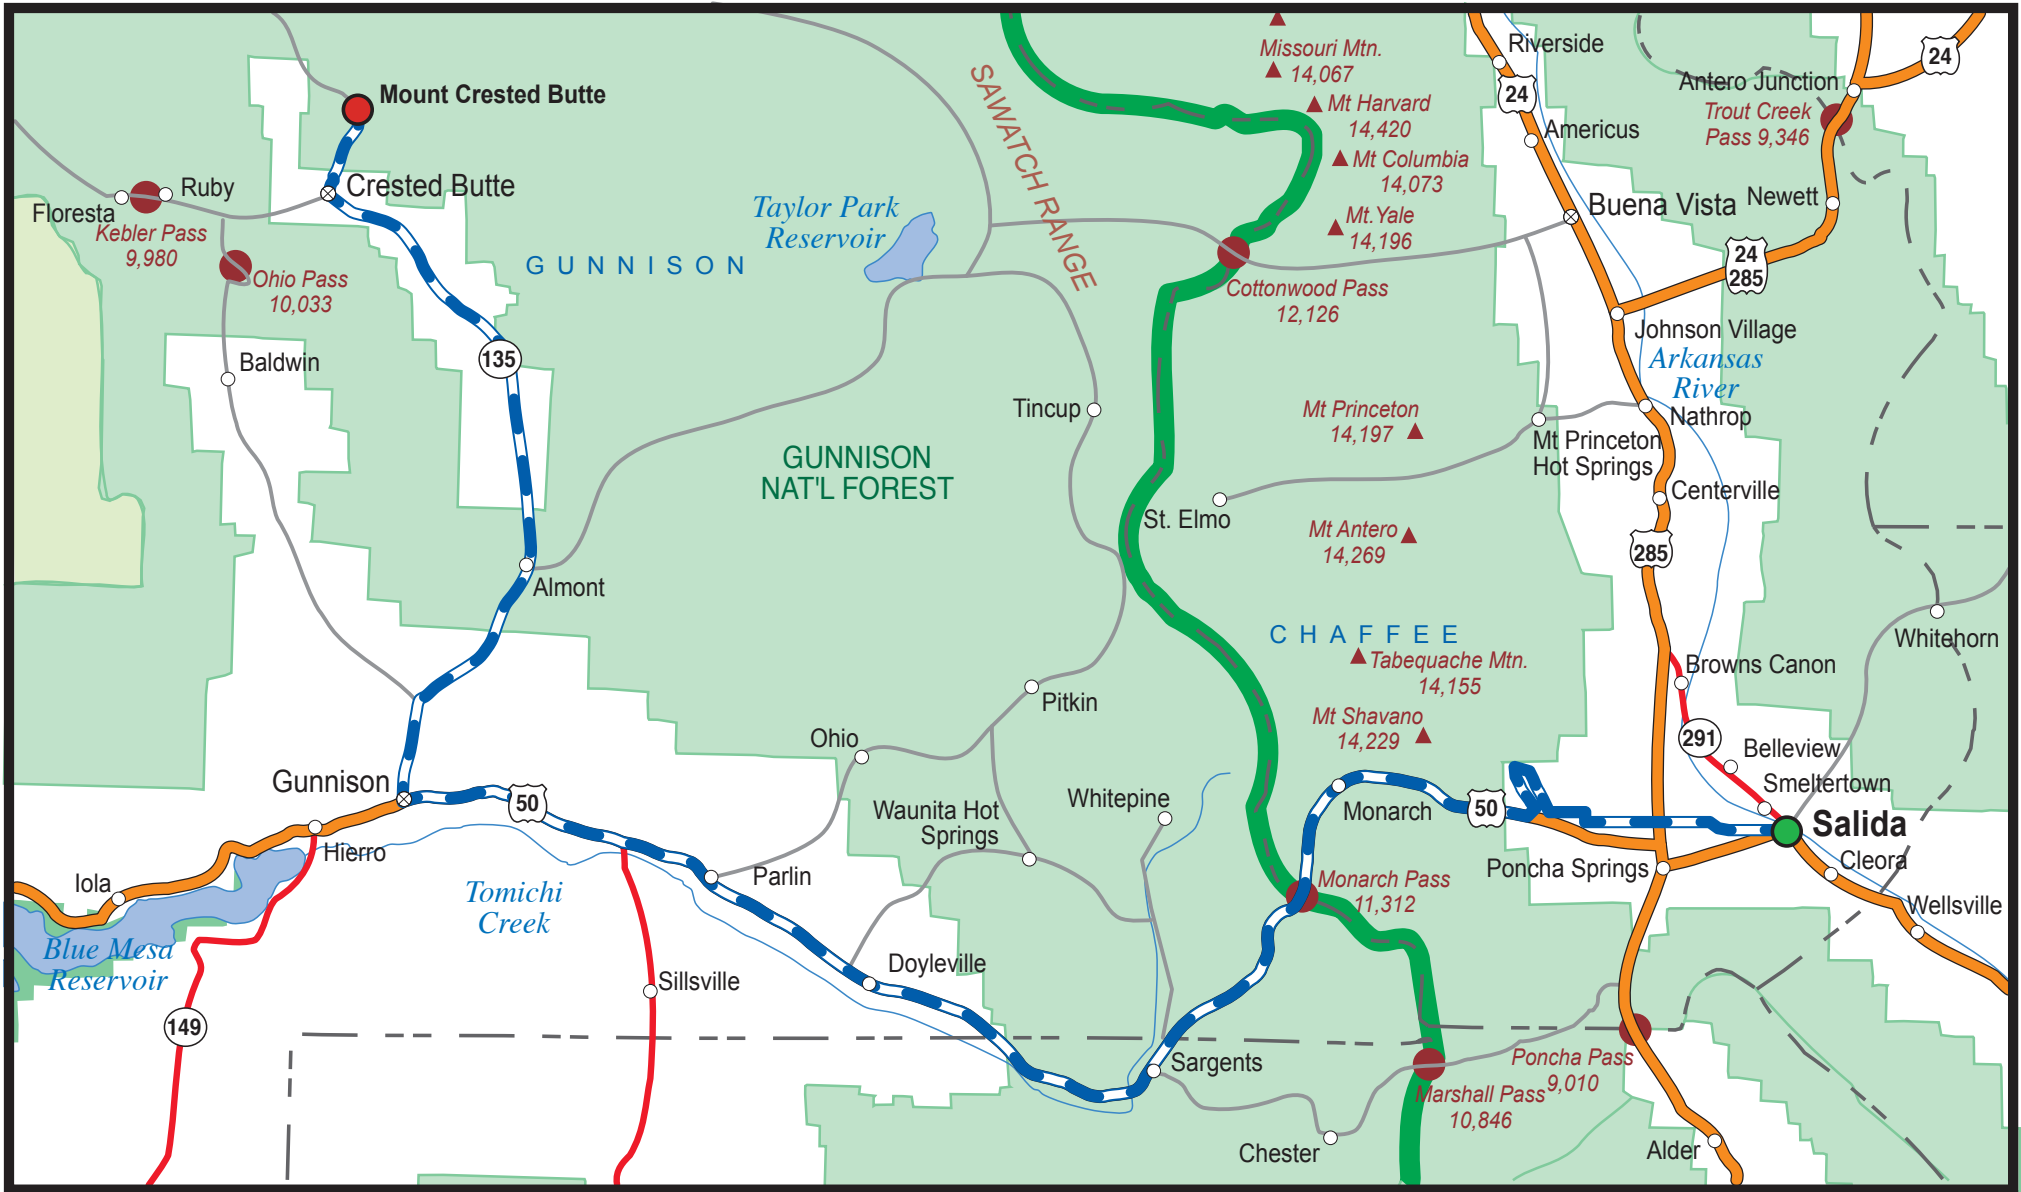 Missouri Mtn.
14,067
Riverside
24
24
Antero Junction
Mount Crested Butte
SAWATCH RANGE
Mt Harvard
14,420
Trout Creek
Pass 9,346
Americus
Mt Columbia
14,073
Ruby
Crested Butte
Floresta
Kebler Pass
9,980
Taylor Park
Reservoir
Mt. Yale
14,196
Buena Vista
Newett
GUNNISON
24
285
Ohio Pass
10,033
Cottonwood Pass
12,126
Johnson Village
135
Baldwin
Arkansas
River
Tincup
Mt Princeton
14,197
Nathrop
Mt Princeton
Hot Springs
GUNNISON
NAT'L FOREST
Centerville
St. Elmo
Mt Antero
14,269
285
Almont
CHAFFEE
Whitehorn
Tabequache Mtn.
14,155
Browns Canon
Pitkin
Mt Shavano
14,229
Ohio
291
Belleview
Gunnison
Smeltertown
50
Whitepine
Monarch
50
Waunita Hot
Springs
Salida
Hierro
Cleora
Iola
Parlin
Poncha Springs
Tomichi
Creek
Monarch Pass
11,312
Wellsville
Blue Mesa
Reservoir
Doyleville
Sillsville
149
Sargents
Poncha Pass
9,010
Marshall Pass
10,846
Chester
Alder